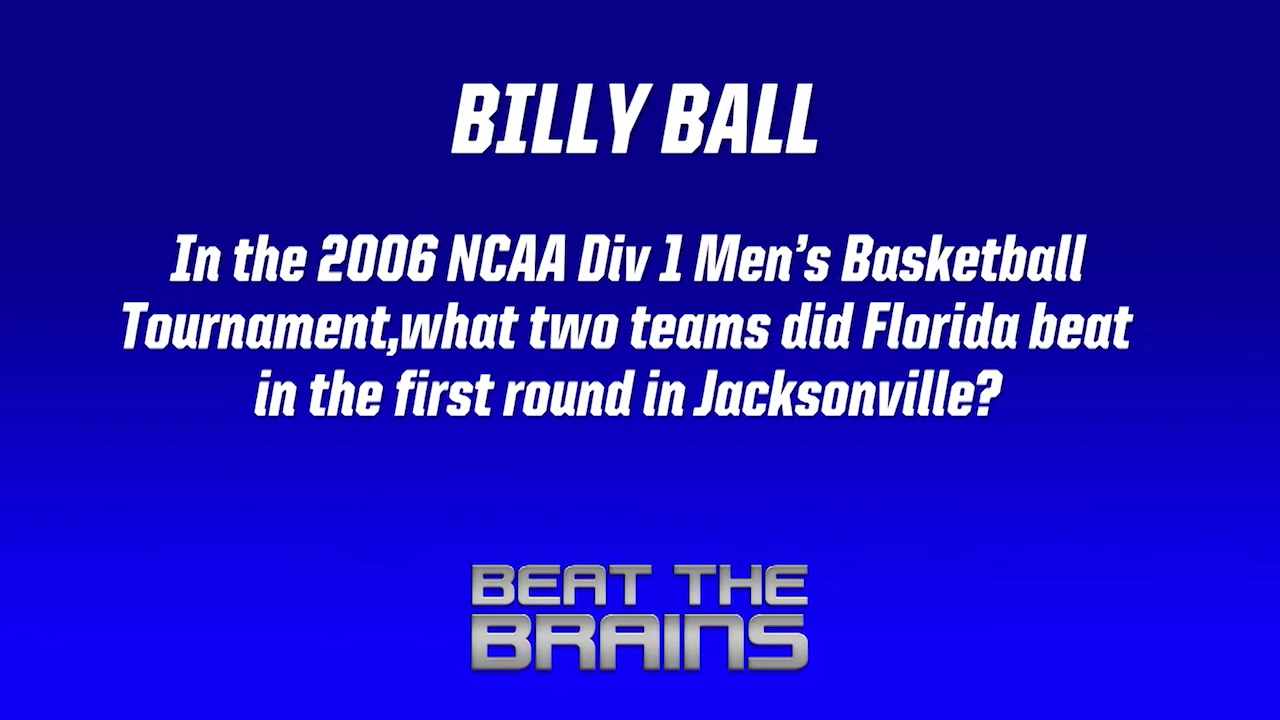 BILLY BALL
In the 2006 NCAA Div 1 Men’s Basketball
Tournament,what two teams did Florida beat
in the first round in Jacksonville?
BEAT THE
BRAINS